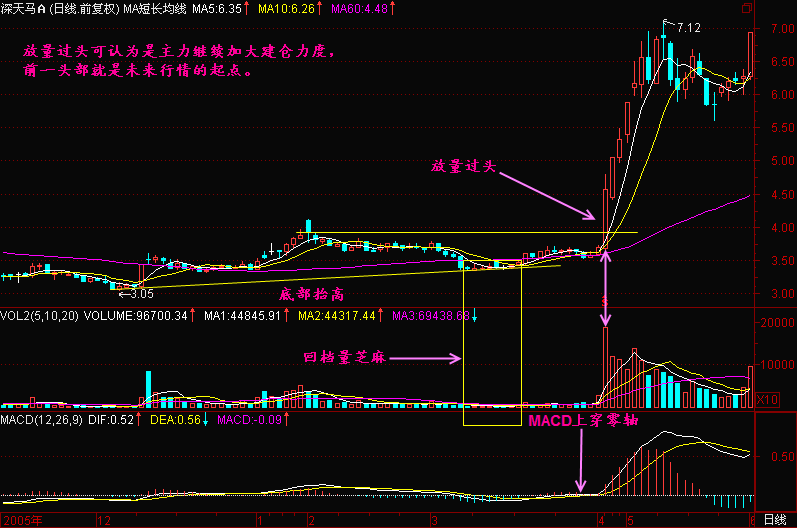 深天马A (日线.前复权) MA短长均线 MA5:6.35↑ MA10:6.26↑ MA60:4.48↑
放量过头可认为是主力继续加大建仓力度，
前一头部就是未来行情的起点。
7.12
7.00
6.50
6.00
5.50
5.00
4.50
4.00
3.50
3.00
放量过头
←3.05
底部抬高
S
VOL2(5,10,20) VOLUME:96700.34↑ MA1:44845.91↑ MA2:44317.44↑ MA3:69438.68↓
20000
10000
X10
回档量芝麻
MACD(12,26,9) DIF:0.52↑ DEA:0.56↓ MACD:-0.09↑
MACD上穿零轴
0.50
2005年 12 1 2 3 4 5 6 日线